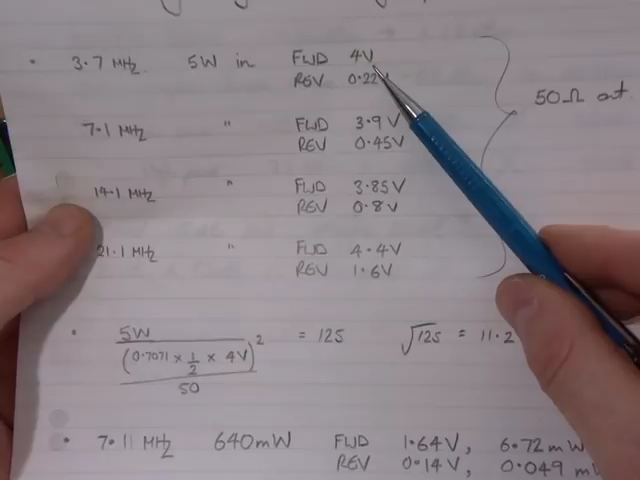 • 3.7 MHz 5W in FWD 4V
REV 0.22
50Ω out.
7.1 MHz " FWD 3.9V
REV 0.45V
14.1 MHz " FWD 3.85V
REV 0.8V
21.1 MHz " FWD 4.4V
REV 1.6V
• 5W / ((0.7071 × 1/2 × 4V)² / 50) = 125 √125 = 11.2
• 7.11 MHz 640mW FWD 1.64V, 6.72mW
REV 0.14V, 0.049